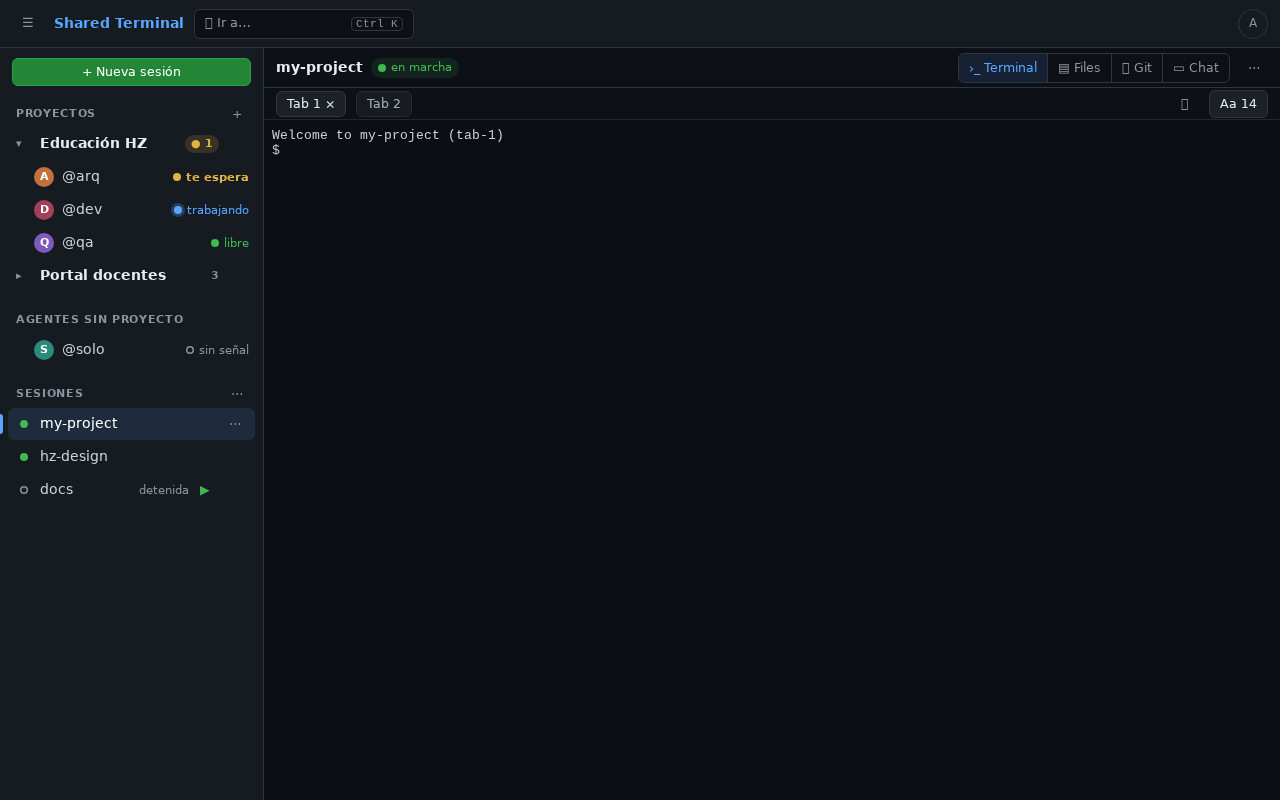 ☰ Shared Terminal Ir a... Ctrl K A
+ Nueva sesión
PROYECTOS +
▾ Educación HZ 1
A @arq te espera
D @dev trabajando
Q @qa libre
▸ Portal docentes 3
AGENTES SIN PROYECTO
S @solo sin señal
SESIONES ...
my-project ...
hz-design
docs detenida ▶
my-project en marcha ›_ Terminal ▤ Files Git ▭ Chat ...
Tab 1 × Tab 2 Aa 14
Welcome to my-project (tab-1)
$